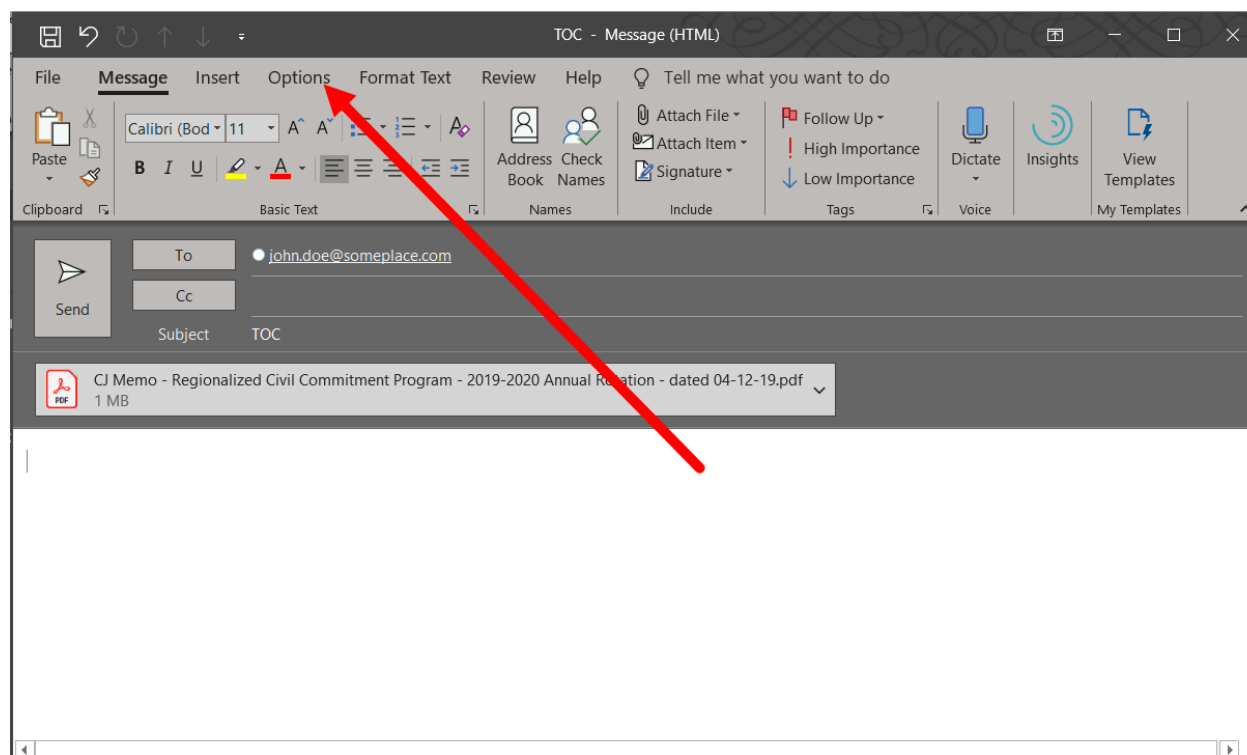 TOC - Message (HTML)
File Message Insert Options Format Text Review Help Tell me what you want to do
Paste
Calibri (Bod 11
A A
B I U A
Address Book
Check Names
Attach File
Attach Item
Signature
Follow Up
High Importance
Low Importance
Dictate
Insights
View Templates
Clipboard Basic Text Names Include Tags Voice My Templates
Send
To john.doe@someplace.com
Cc
Subject TOC
PDF
CJ Memo - Regionalized Civil Commitment Program - 2019-2020 Annual - dated 04-12-19.pdf
1 MB